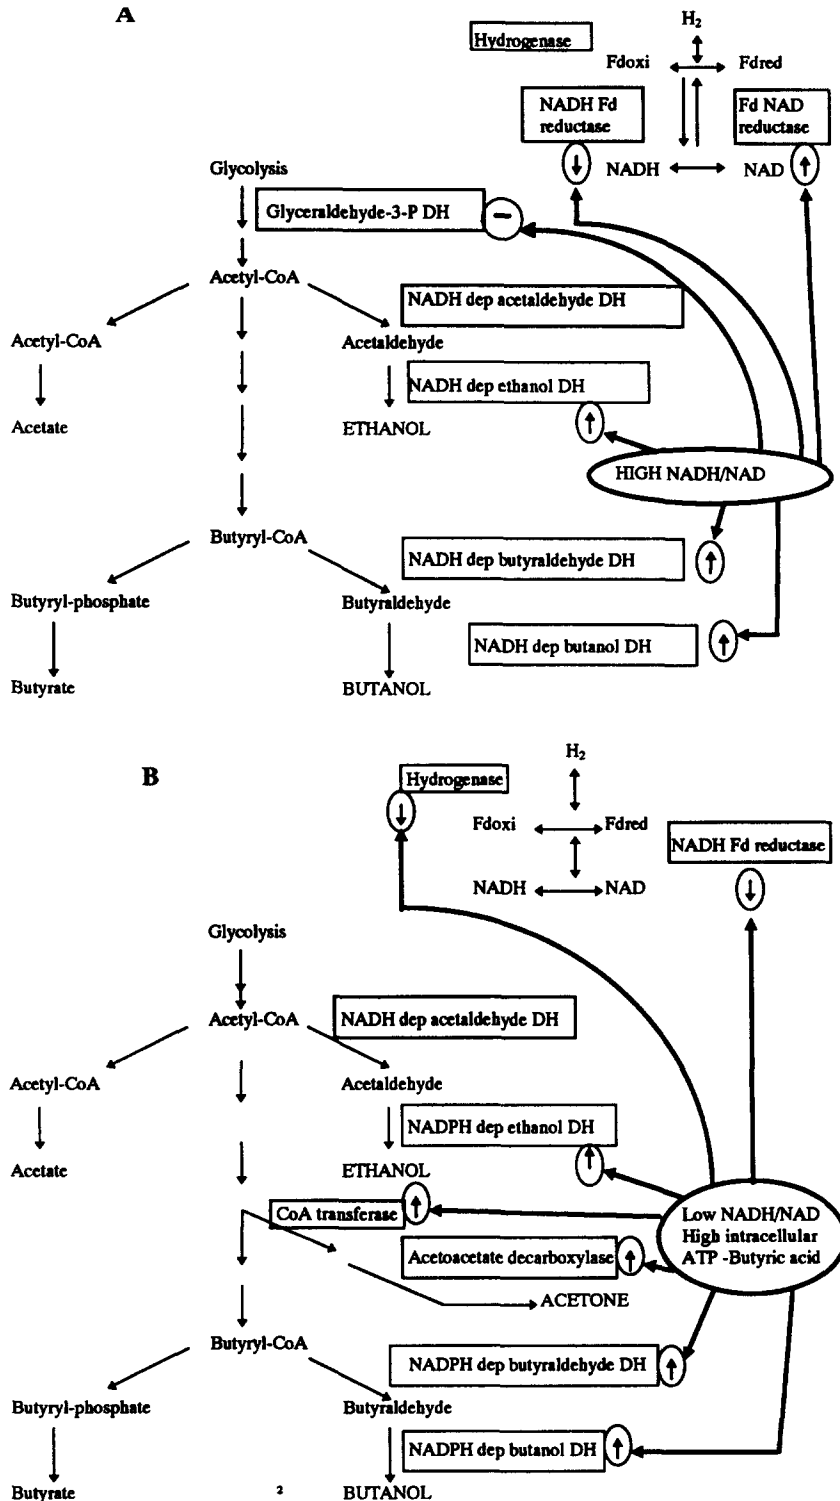 A
H2
Hydrogenase
Fdoxi
Fdred
NADH Fd
reductase
Fd NAD
reductase
NADH
NAD
Glycolysis
Glyceraldehyde-3-P DH
Acetyl-CoA
NADH dep acetaldehyde DH
Acetyl-CoA
Acetaldehyde
NADH dep ethanol DH
Acetate
ETHANOL
HIGH NADH/NAD
Butyryl-CoA
NADH dep butyraldehyde DH
Butyryl-phosphate
Butyraldehyde
NADH dep butanol DH
Butyrate
BUTANOL
B
H2
Hydrogenase
Fdoxi
Fdred
NADH Fd reductase
NADH
NAD
Glycolysis
Acetyl-CoA
NADH dep acetaldehyde DH
Acetyl-CoA
Acetaldehyde
NADPH dep ethanol DH
Acetate
ETHANOL
CoA transferase
Low NADH/NAD
High intracellular
ATP -Butyric acid
Acetoacetate decarboxylase
ACETONE
Butyryl-CoA
NADPH dep butyraldehyde DH
Butyryl-phosphate
Butyraldehyde
NADPH dep butanol DH
Butyrate
2
BUTANOL